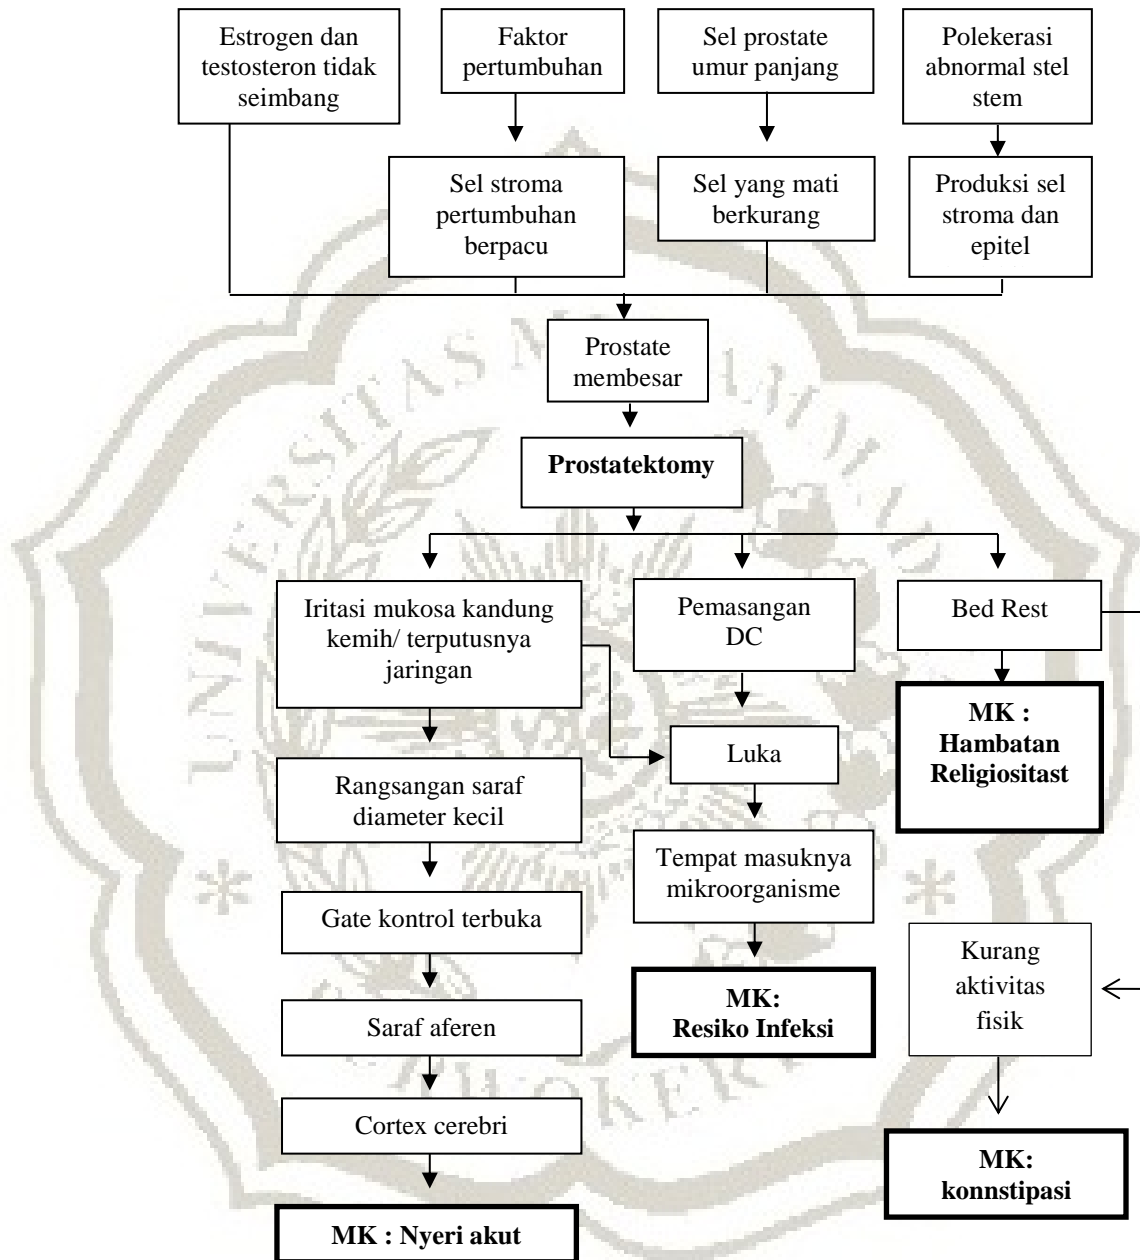 Estrogen dan
testosteron tidak
seimbang
Faktor
pertumbuhan
Sel prostate
umur panjang
Polekerasi
abnormal stel
stem
Sel stroma
pertumbuhan
berpacu
Sel yang mati
berkurang
Produksi sel
stroma dan
epitel
Prostate
membesar
Prostatektomy
Iritasi mukosa kandung
kemih/ terputusnya
jaringan
Pemasangan
DC
Bed Rest
MK :
Hambatan
Religiositast
Luka
Rangsangan saraf
diameter kecil
Tempat masuknya
mikroorganisme
Gate kontrol terbuka
Kurang
aktivitas
fisik
MK:
Resiko Infeksi
Saraf aferen
Cortex cerebri
MK:
konnstipasi
MK : Nyeri akut